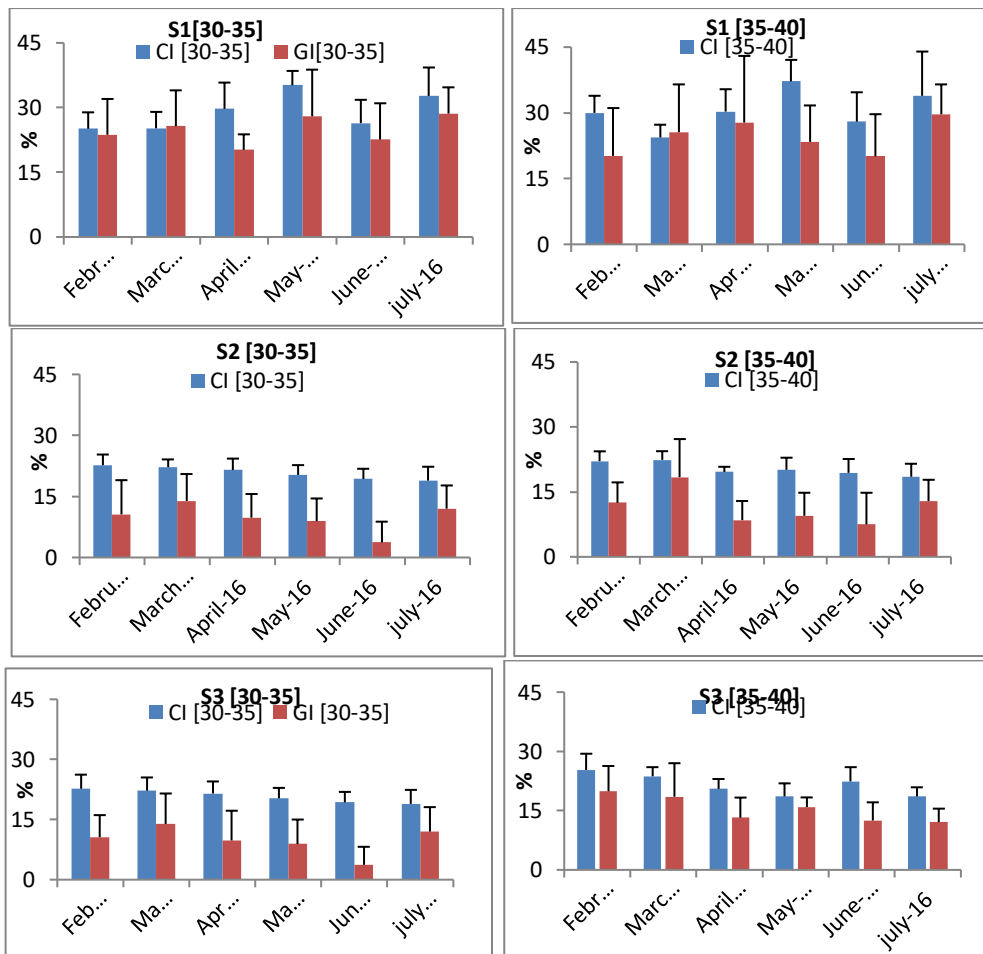 S1[30-35]
CI [30-35] GI[30-35]
45
30
15
0
%
Febr...
Marc...
April...
May-...
June-...
july-16
S1 [35-40]
CI [35-40]
45
30
15
0
%
Feb...
Ma...
Apr...
Ma...
Jun...
july...
S2 [30-35]
CI [30-35]
45
30
15
0
%
Febru...
March...
April-16
May-16
June-16
july-16
S2 [35-40]
CI [35-40]
45
30
15
0
%
Febru...
March...
April-16
May-16
June-16
july-16
S3 [30-35]
CI [30-35] GI [30-35]
45
30
15
0
%
Feb...
Ma...
Apr...
Ma...
Jun...
july...
S3 [35-40]
CI [35-40]
45
30
15
0
%
Febr...
Marc...
April...
May-...
June-...
july-16